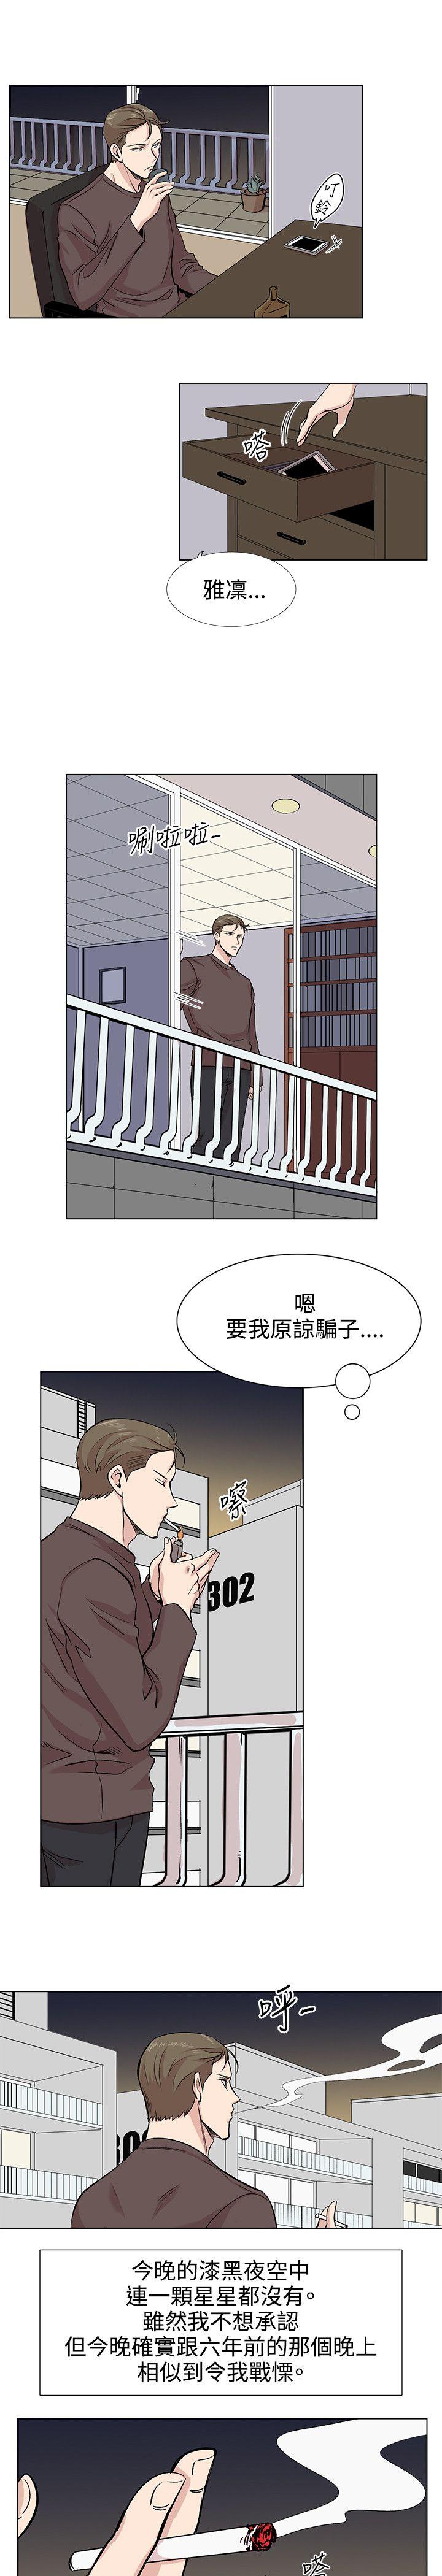 叮
鈴
嗒
雅凜...
唰啦啦-
嗯
要我原諒騙子....
嚓
302
呼-
302
今晚的漆黑夜空中
連一顆星星都沒有。
雖然我不想承認
但今晚確實跟六年前的那個晚上
相似到令我戰慄。
嗒